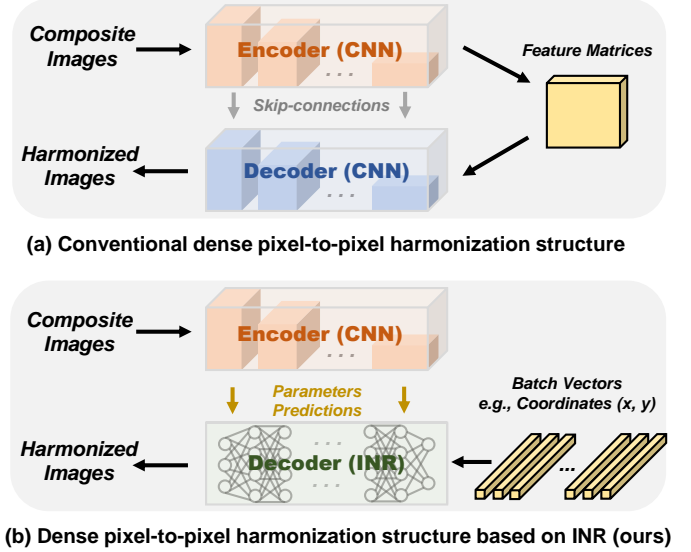 Composite
Images
Encoder (CNN)
. . .
Feature Matrices
Skip-connections
Harmonized
Images
Decoder (CNN)
. . .
(a) Conventional dense pixel-to-pixel harmonization structure
Composite
Images
Encoder (CNN)
. . .
Parameters
Predictions
Batch Vectors
e.g., Coordinates (x, y)
Harmonized
Images
. . .
Decoder (INR)
. . .
...
(b) Dense pixel-to-pixel harmonization structure based on INR (ours)